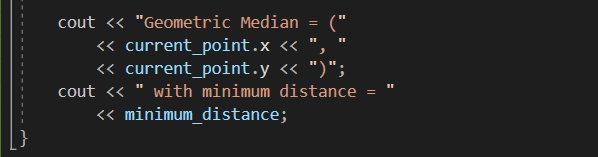 cout << "Geometric Median = ("
<< current_point.x << ", "
<< current_point.y << ")";
cout << " with minimum distance = "
<< minimum_distance;
}